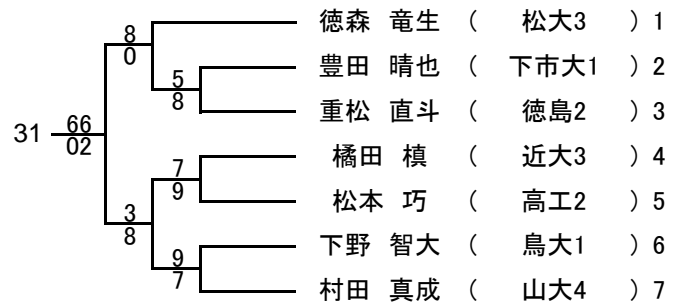 徳森 竜生 ( 松大3 ) 1
8
0
豊田 晴也 ( 下市大1 ) 2
5
8
重松 直斗 ( 徳島2 ) 3
31
66
02
橘田 槙 ( 近大3 ) 4
7
9
松本 巧 ( 高工2 ) 5
3
8
下野 智大 ( 鳥大1 ) 6
9
7
村田 真成 ( 山大4 ) 7